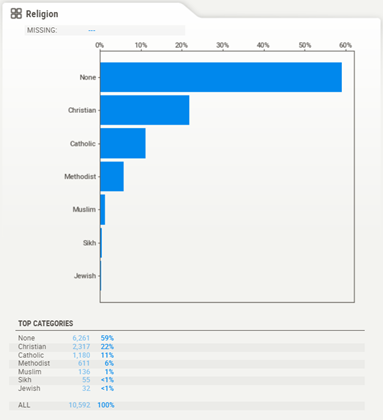 Religion
MISSING: ---
0% 10% 20% 30% 40% 50% 60%
None
Christian
Catholic
Methodist
Muslim
Sikh
Jewish
TOP CATEGORIES
None 6,261 59%
Christian 2,317 22%
Catholic 1,180 11%
Methodist 611 6%
Muslim 136 1%
Sikh 55 <1%
Jewish 32 <1%
ALL 10,592 100%